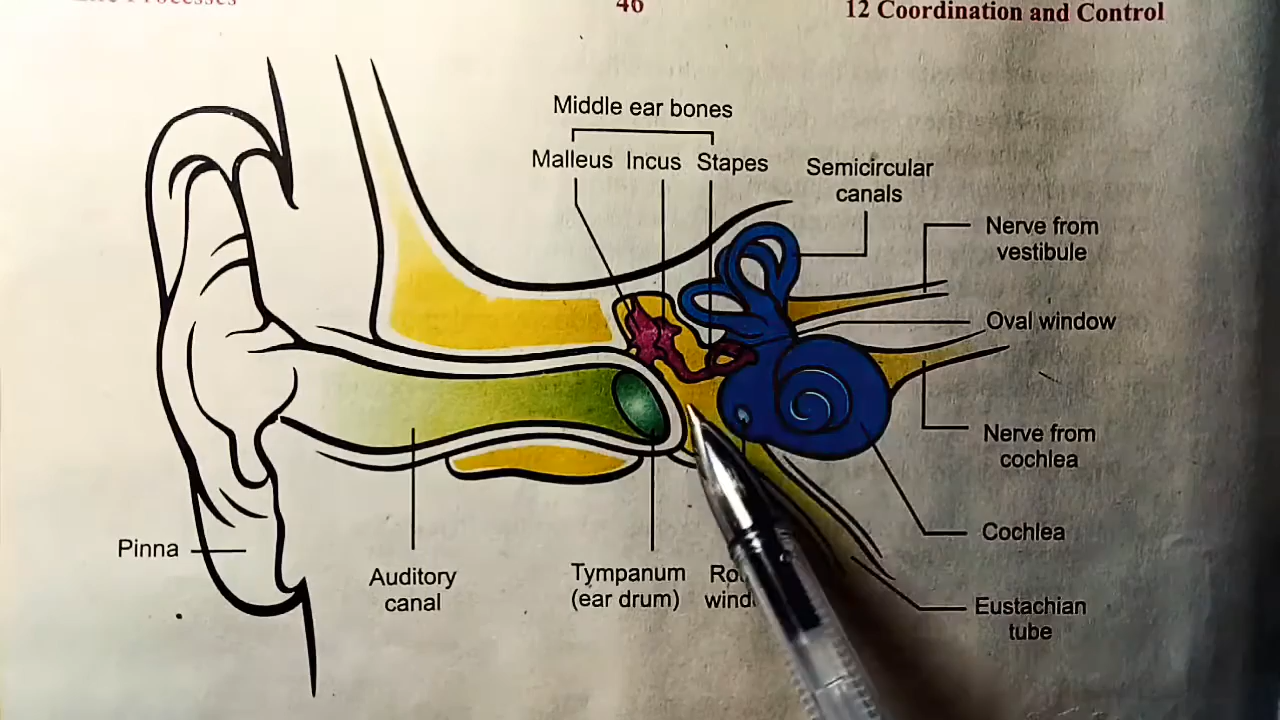 Processes
46
12 Coordination and Control
Middle ear bones
Malleus Incus Stapes
Semicircular
canals
Nerve from
vestibule
Oval window
Nerve from
cochlea
Cochlea
Eustachian
tube
Pinna
Auditory
canal
Tympanum
(ear drum)